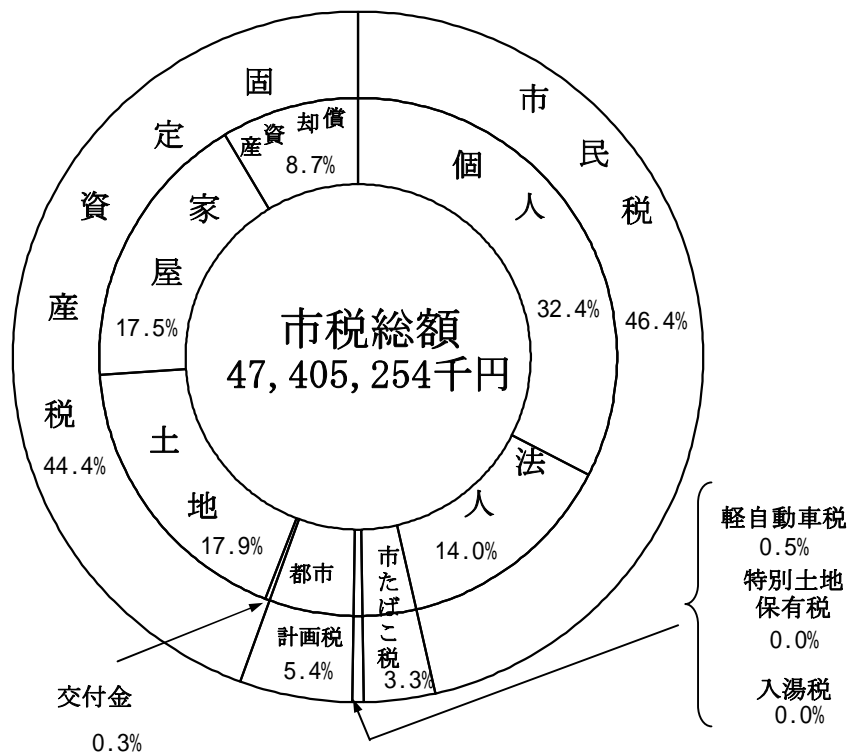 市税総額
47,405,254千円
市民税
46.4%
個人
32.4%
法人
14.0%
市たばこ税
3.3%
軽自動車税
0.5%
特別土地
保有税
0.0%
入湯税
0.0%
都市
計画税
5.4%
固定資産税
44.4%
交付金
0.3%
土地
17.9%
家屋
17.5%
償却資産
8.7%